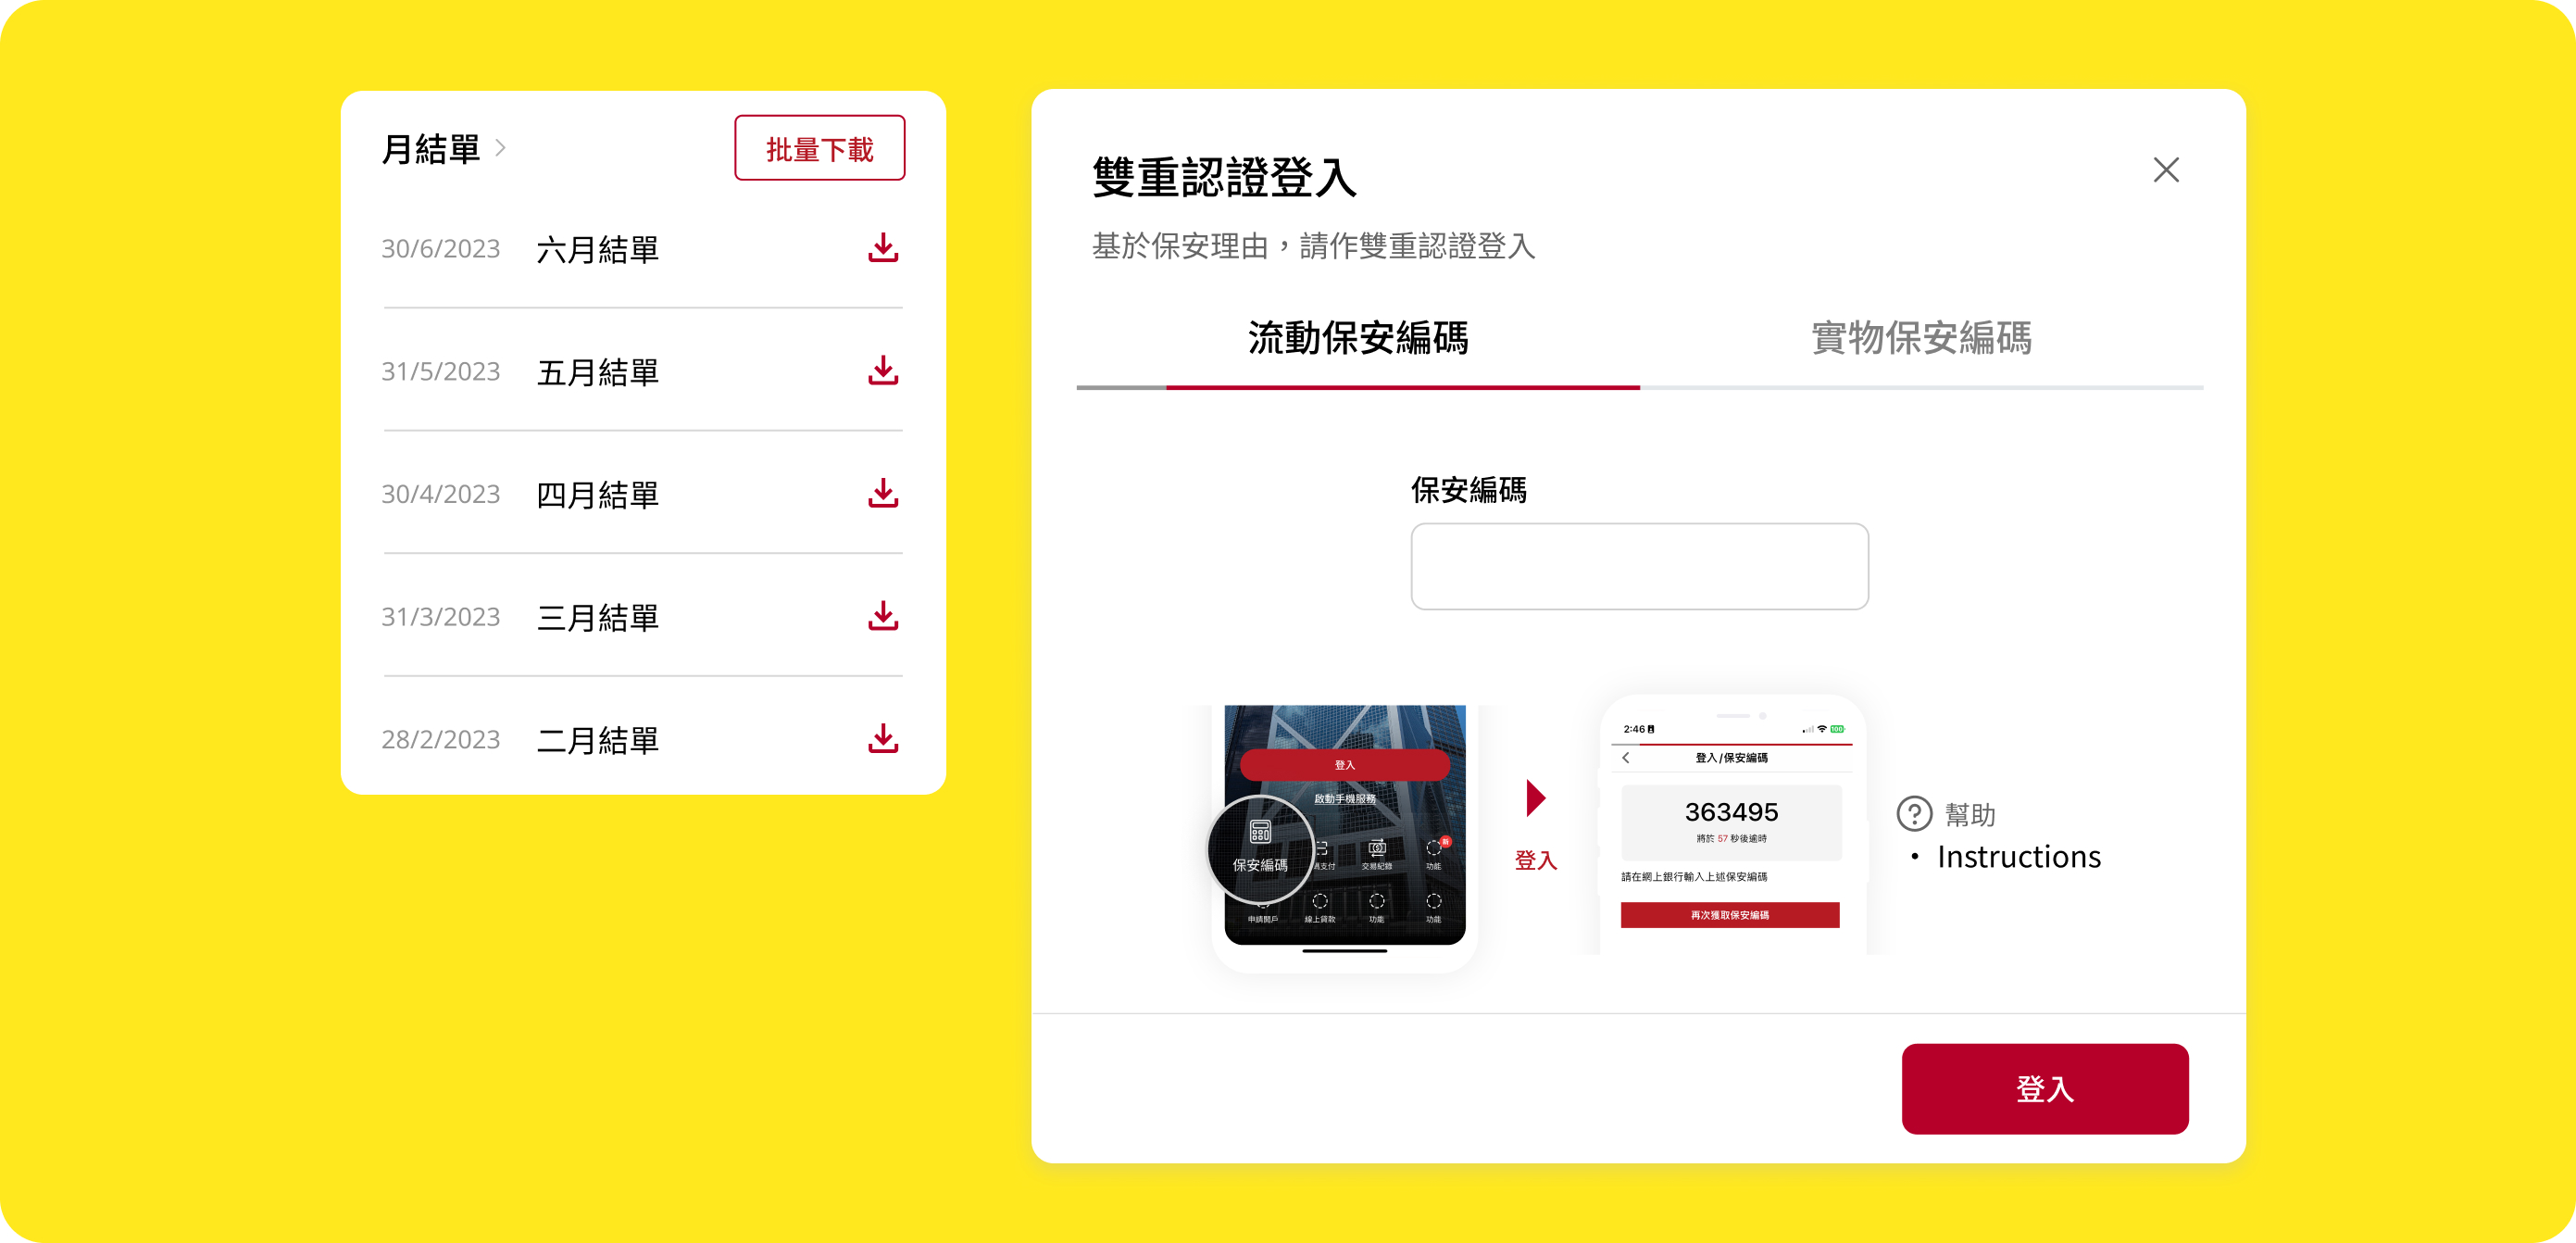 月結單
批量下載
30/6/2023 六月結單
31/5/2023 五月結單
30/4/2023 四月結單
31/3/2023 三月結單
28/2/2023 二月結單
雙重認證登入
基於保安理由，請作雙重認證登入
流動保安編碼
實物保安編碼
保安編碼
登入
啟動手機服務
保安編碼
支付
交易紀錄
新
功能
申請開戶
線上貸款
功能
功能
登入
2:46
100
登入/保安編碼
363495
將於 57 秒後逾時
請在網上銀行輸入上述保安編碼
再次獲取保安編碼
幫助
• Instructions
登入